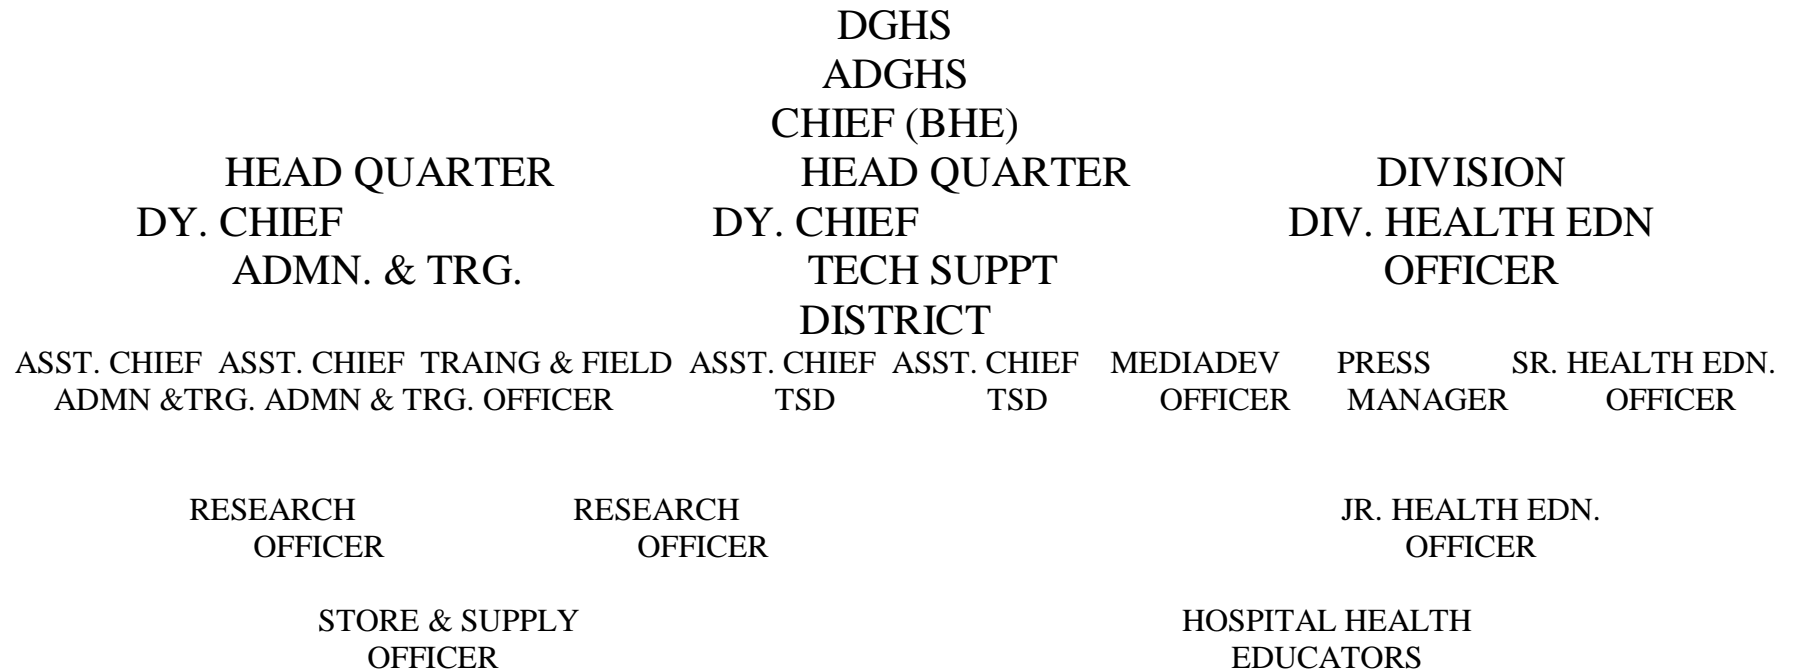 DGHS
ADGHS
CHIEF (BHE)
HEAD QUARTER HEAD QUARTER DIVISION
DY. CHIEF DY. CHIEF DIV. HEALTH EDN
ADMN. & TRG. TECH SUPPT OFFICER
DISTRICT
ASST. CHIEF ASST. CHIEF TRAING & FIELD ASST. CHIEF ASST. CHIEF MEDIADEV PRESS SR. HEALTH EDN.
ADMN &TRG. ADMN & TRG. OFFICER TSD TSD OFFICER MANAGER OFFICER
RESEARCH RESEARCH JR. HEALTH EDN.
OFFICER OFFICER OFFICER
STORE & SUPPLY HOSPITAL HEALTH
OFFICER EDUCATORS